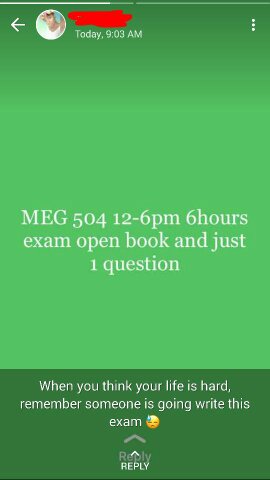 Today, 9:03 AM
MEG 504 12-6pm 6hours
exam open book and just
1 question
When you think your life is hard,
remember someone is going write this
exam 😓
Reply
REPLY